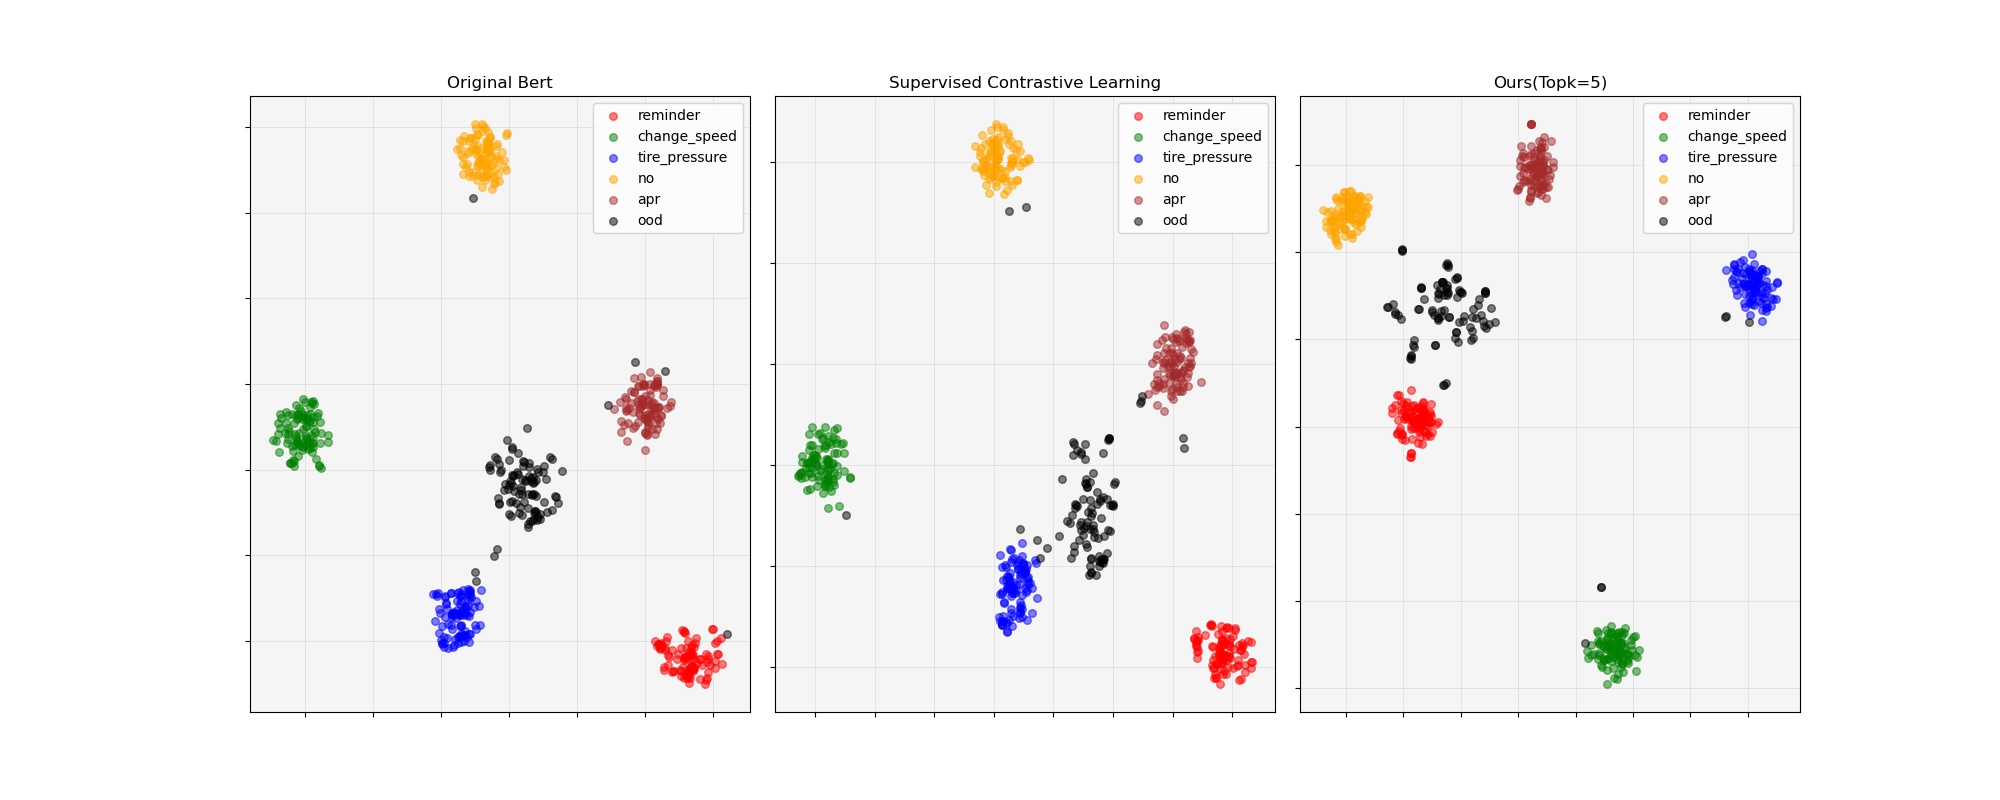 Original Bert
reminder
change_speed
tire_pressure
no
apr
ood
Supervised Contrastive Learning
reminder
change_speed
tire_pressure
no
apr
ood
Ours(Topk=5)
reminder
change_speed
tire_pressure
no
apr
ood